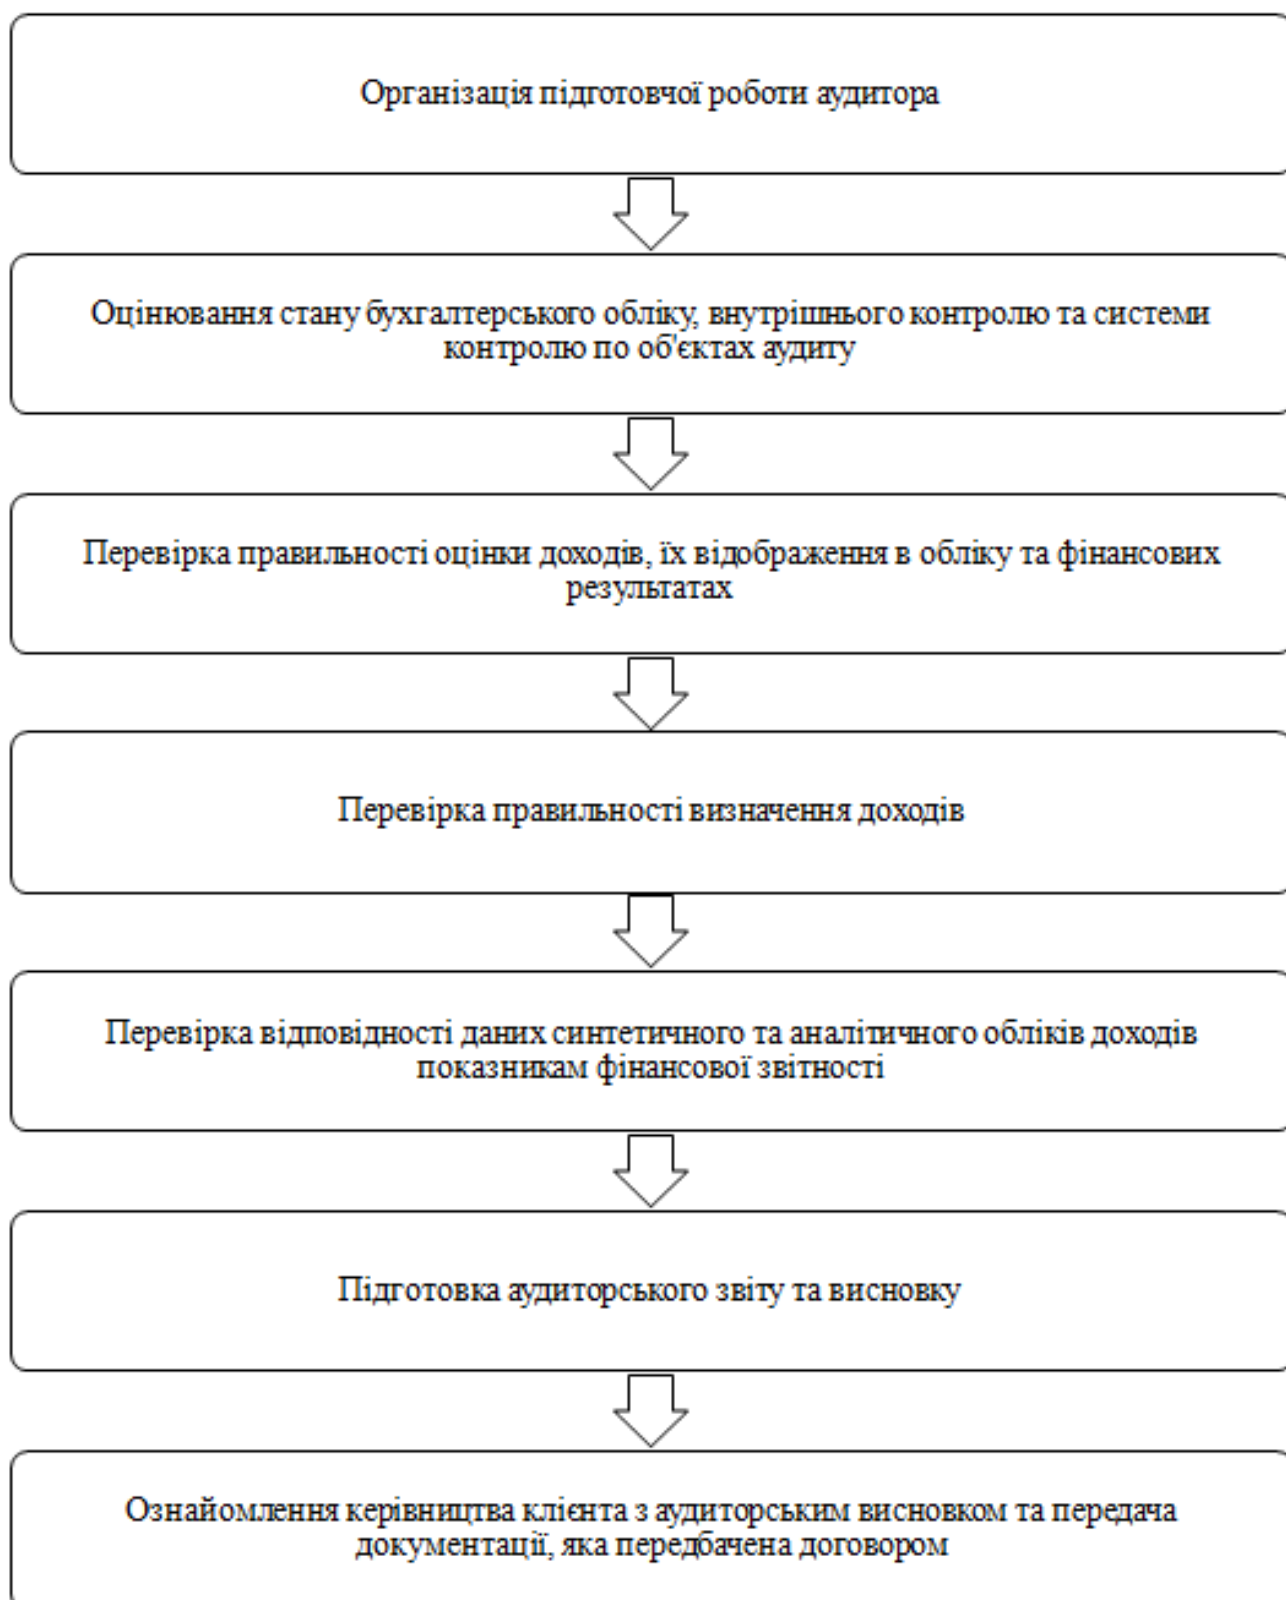 Організація підготовчої роботи аудитора
Оцінювання стану бухгалтерського обліку, внутрішнього контролю та системи
контролю по об'єктах аудиту
Перевірка правильності оцінки доходів, їх відображення в обліку та фінансових
результатах
Перевірка правильності визначення доходів
Перевірка відповідності даних синтетичного та аналітичного обліків доходів
показникам фінансової звітності
Підготовка аудиторського звіту та висновку
Ознайомлення керівництва клієнта з аудиторським висновком та передача
документації, яка передбачена договором